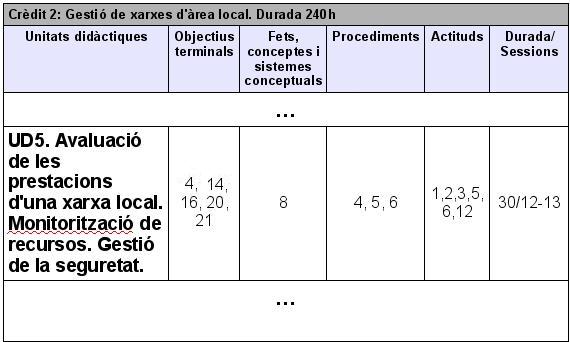 Crèdit 2: Gestió de xarxes d'àrea local. Durada 240h
Unitats didàctiques
Objectius
terminals
Fets,
conceptes i
sistemes
conceptuals
Procediments
Actituds
Durada/
Sessions
...
UD5. Avaluació
de les
prestacions
d'una xarxa local.
Monitorització de
recursos. Gestió
de la seguretat.
4, 14,
16, 20,
21
8
4, 5, 6
1,2,3,5,
6,12
30/12-13
...